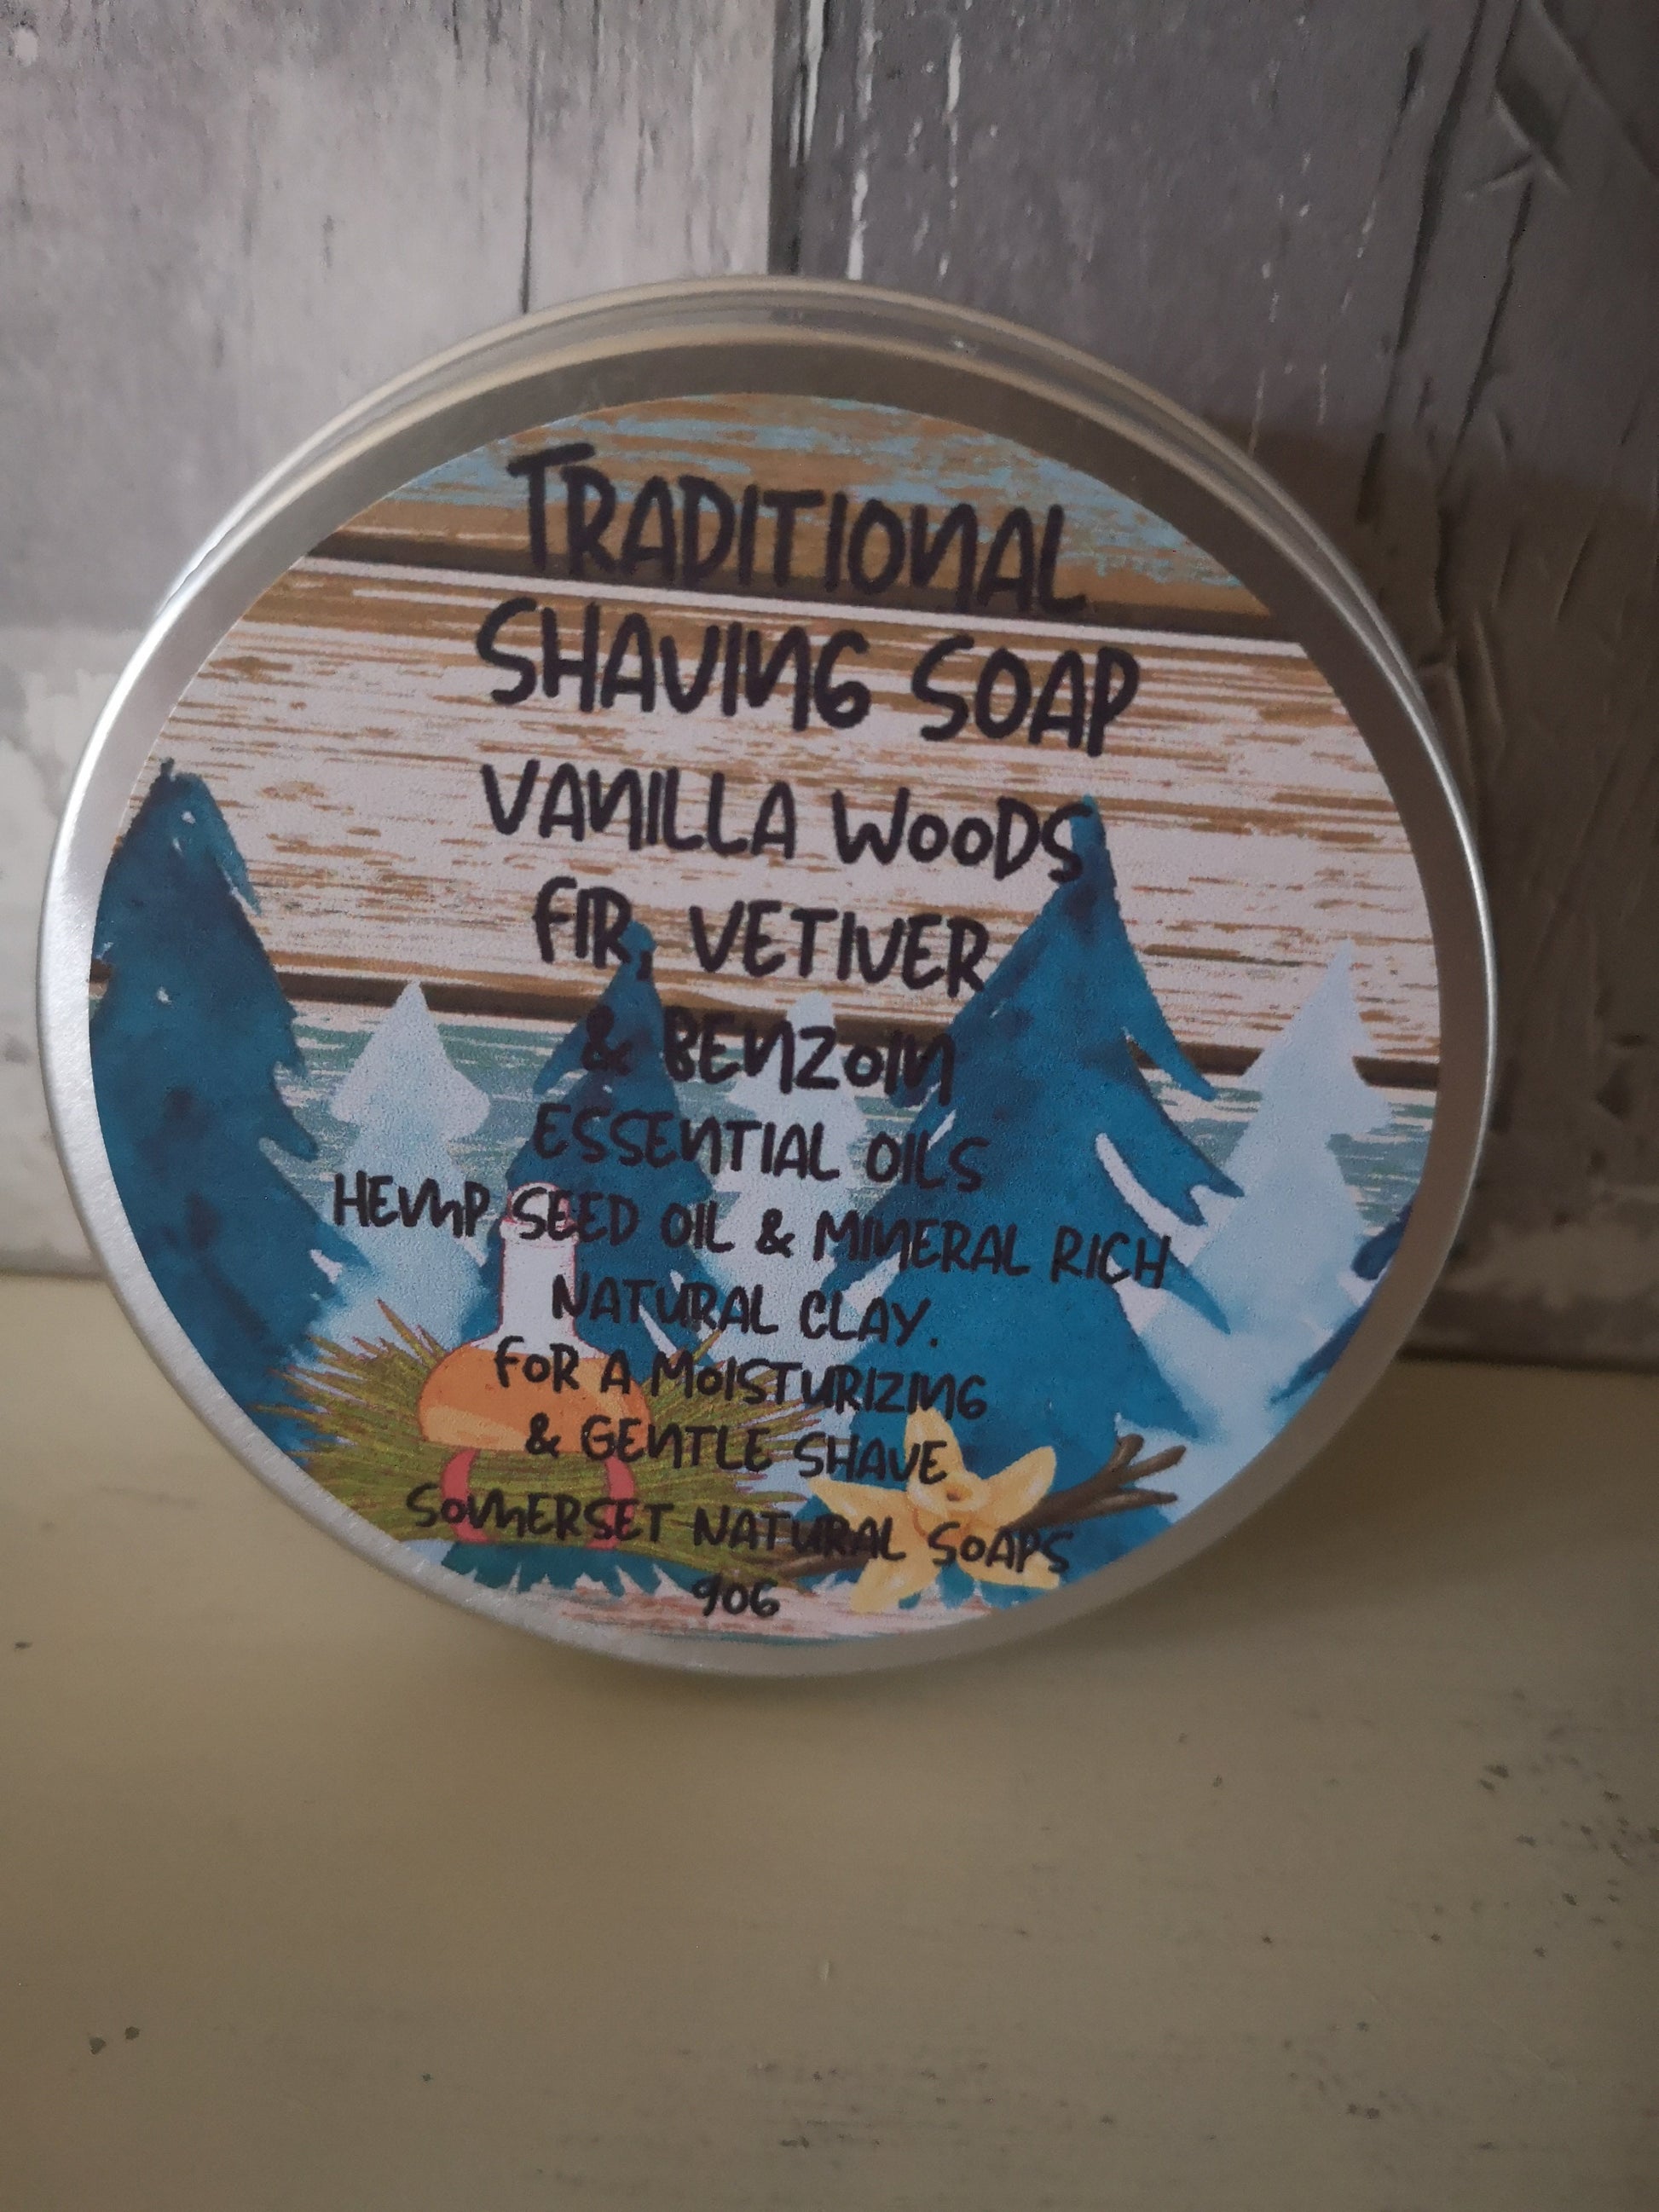 TRADITIONAL
SHAVING SOAP
VANILLA WOODS
FIR, VETIVER
& BENZOIN
ESSENTIAL OILS
HEMP SEED OIL & MINERAL RICH
NATURAL CLAY.
FOR A MOISTURIZING
& GENTLE SHAVE
SOMERSET NATURAL SOAPS
90G